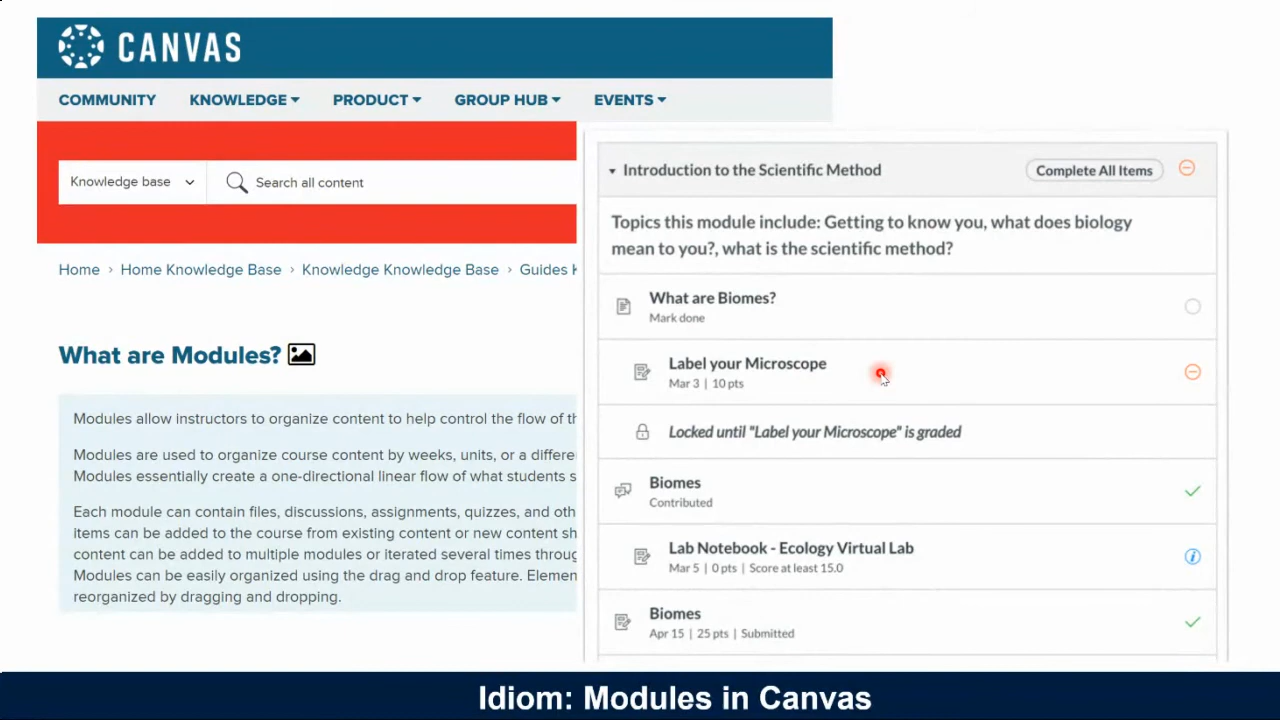 CANVAS
COMMUNITY KNOWLEDGE PRODUCT GROUP HUB EVENTS
Knowledge base Search all content
Home › Home Knowledge Base › Knowledge Knowledge Base › Guides
What are Modules?
Modules allow instructors to organize content to help control the flow of
Modules are used to organize course content by weeks, units, or a
Modules essentially create a one-directional linear flow of what students
Each module can contain files, discussions, assignments, quizzes, and
items can be added to the course from existing content or new content
content can be added to multiple modules or iterated several times
Modules can be easily organized using the drag and drop feature.
reorganized by dragging and dropping.
Introduction to the Scientific Method Complete All Items
Topics this module include: Getting to know you, what does biology
mean to you?, what is the scientific method?
What are Biomes?
Mark done
Label your Microscope
Mar 3 | 10 pts
Locked until "Label your Microscope" is graded
Biomes
Contributed
Lab Notebook - Ecology Virtual Lab
Mar 5 | 0 pts | Score at least 15.0
Biomes
Apr 15 | 25 pts | Submitted
Idiom: Modules in Canvas